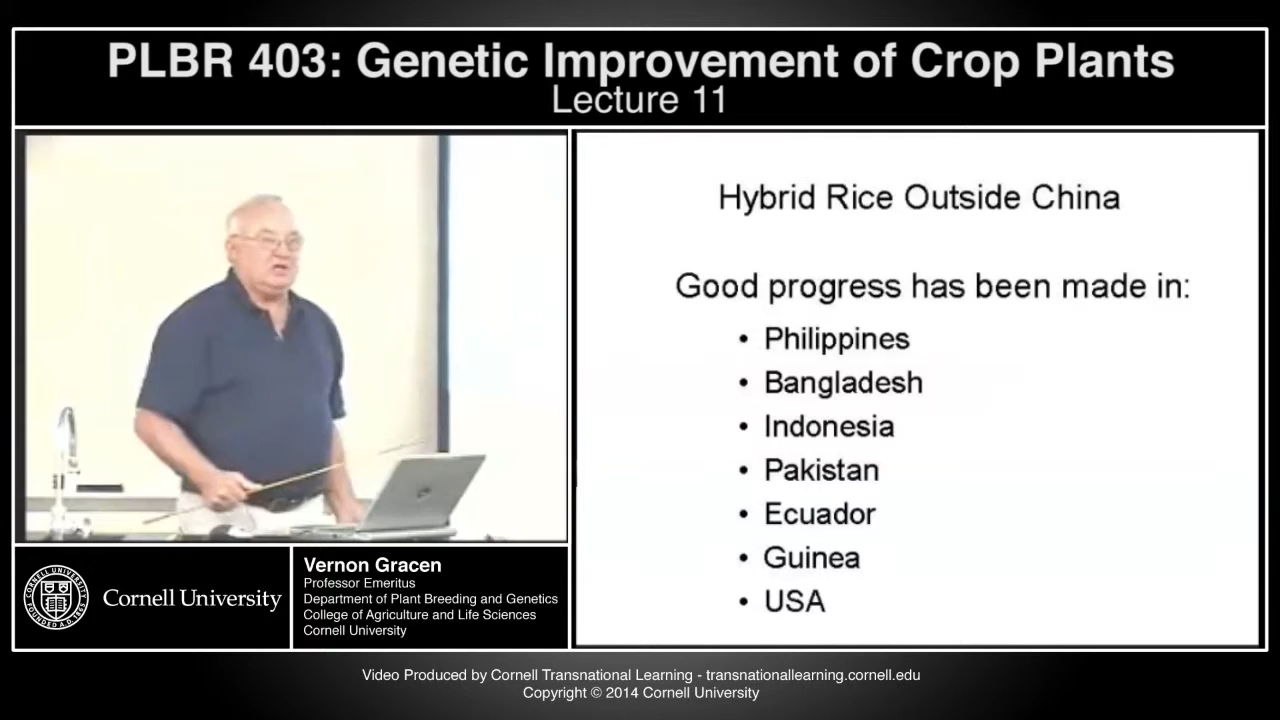 PLBR 403: Genetic Improvement of Crop Plants
Lecture 11
Hybrid Rice Outside China
Good progress has been made in:
• Philippines
• Bangladesh
• Indonesia
• Pakistan
• Ecuador
• Guinea
• USA
Cornell University
Vernon Gracen
Professor Emeritus
Department of Plant Breeding and Genetics
College of Agriculture and Life Sciences
Cornell University
Video Produced by Cornell Transnational Learning - transnationallearning.cornell.edu
Copyright © 2014 Cornell University